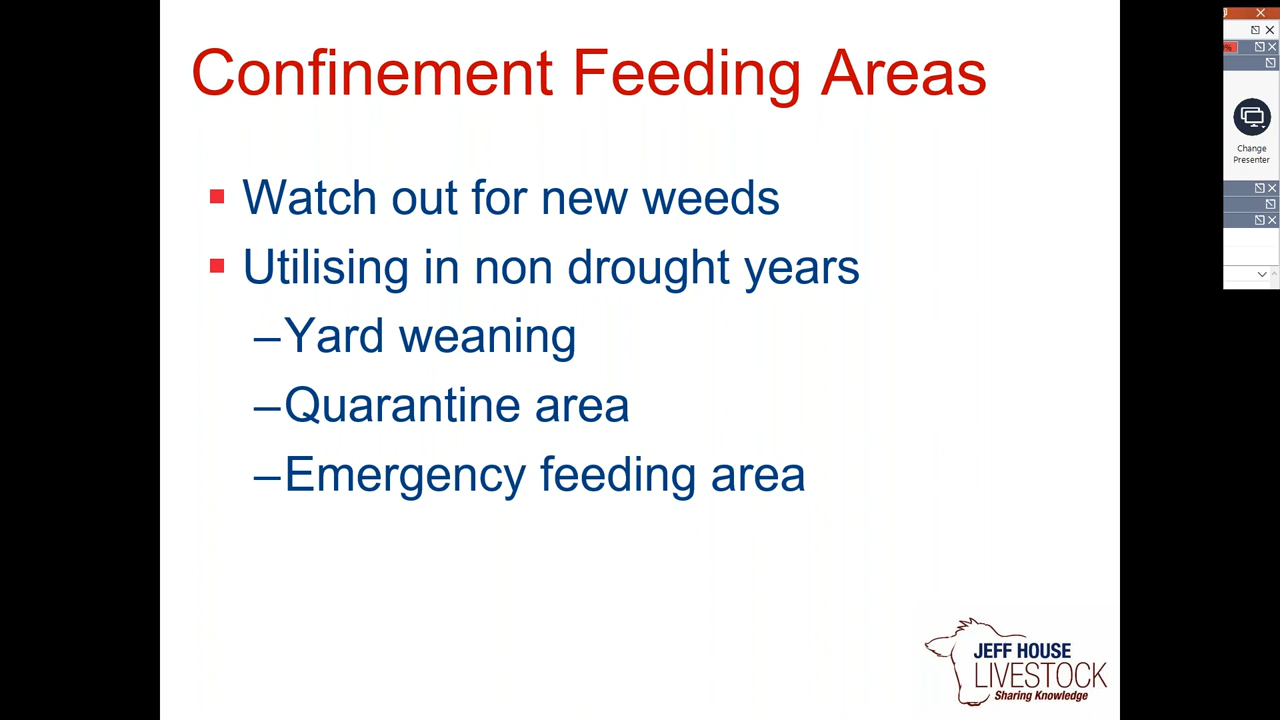 Confinement Feeding Areas
Watch out for new weeds
Utilising in non drought years
–Yard weaning
–Quarantine area
–Emergency feeding area
JEFF HOUSE
LIVESTOCK
Sharing Knowledge
%
Change
Presenter